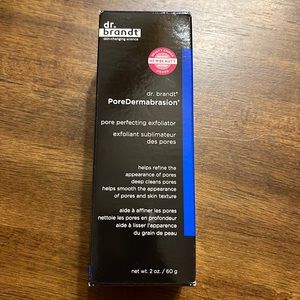 dr.
brandt
skin-changing science
NEWBEAUTY
dr. brandt®
PoreDermabrasion®
pore perfecting exfoliator
exfoliant sublimateur
des pores
helps refine the
appearance of pores
deep cleans pores
helps smooth the appearance
of pores and skin texture
aide à affiner les pores
nettoie les pores en profondeur
aide à lisser l'apparence
du grain de peau
net wt. 2 oz. / 60 g